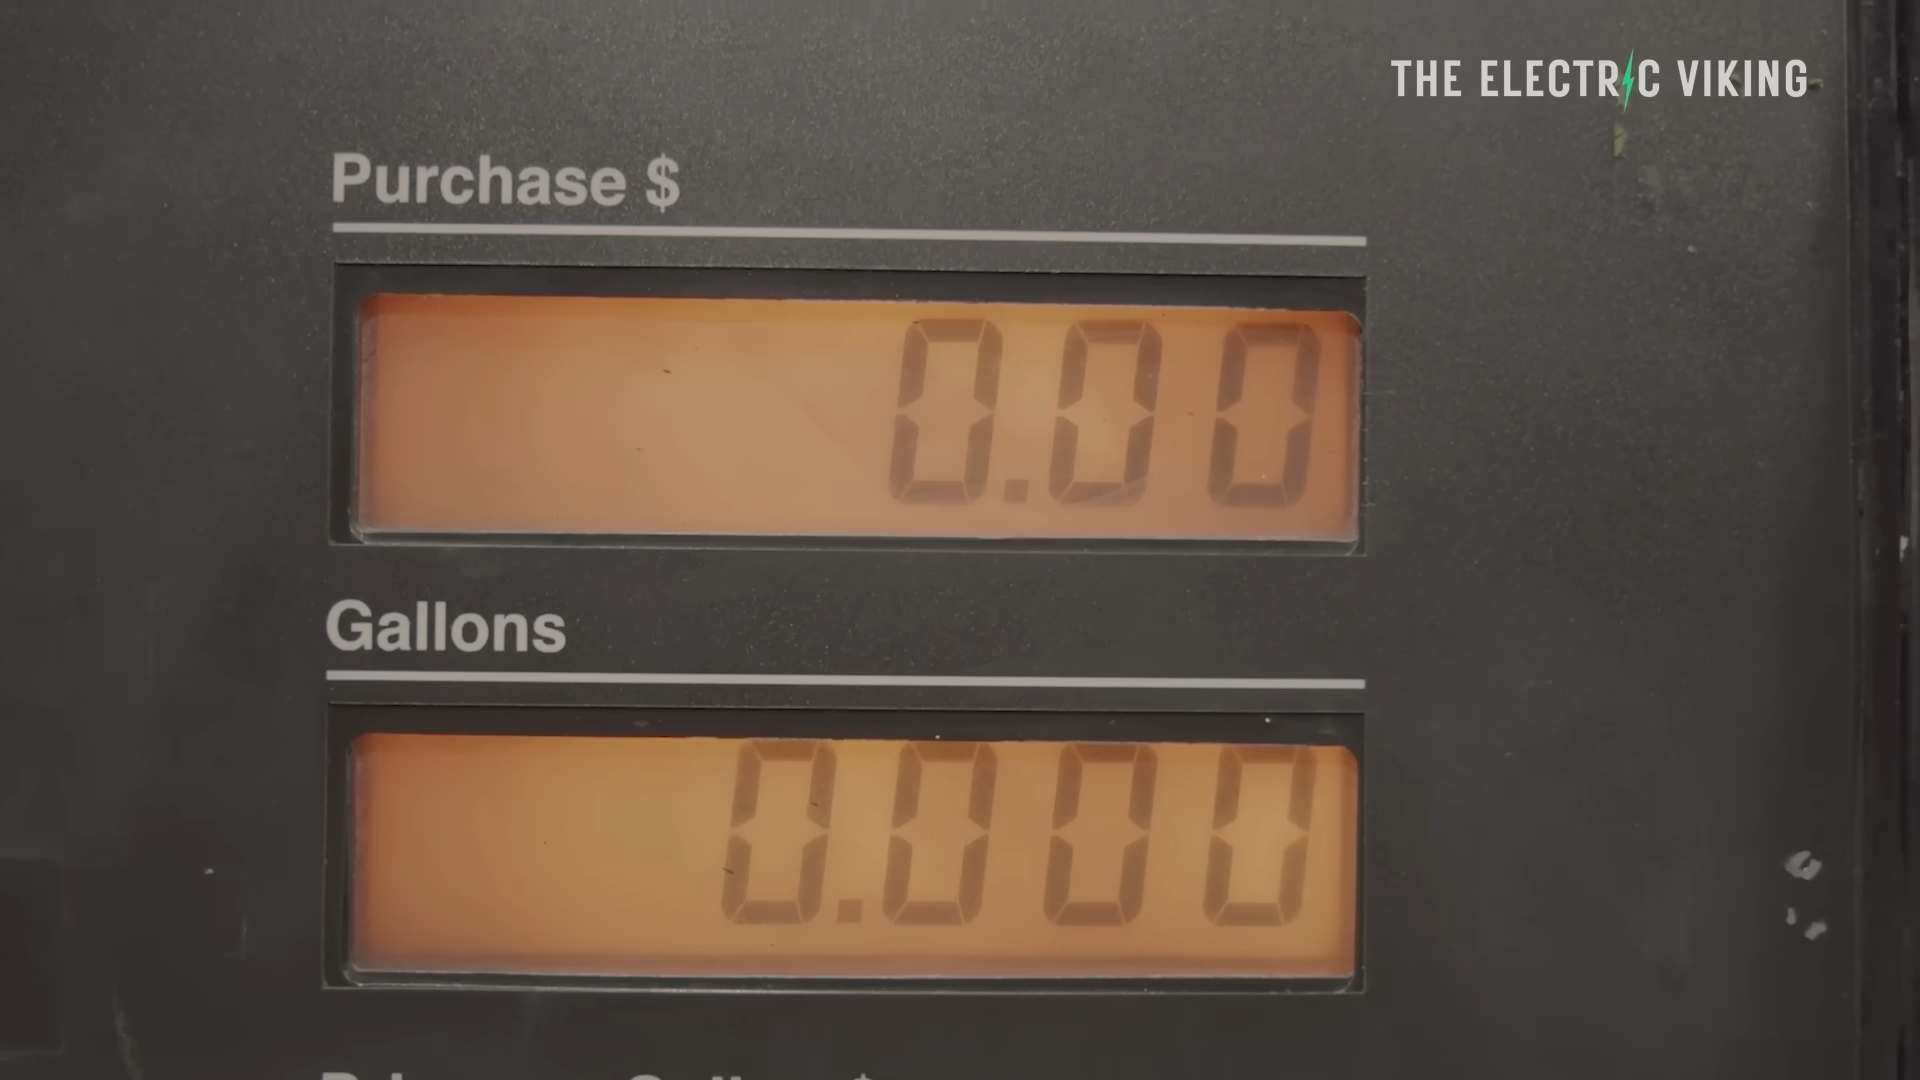 THE ELECTRIC VIKING
Purchase $
0.00
Gallons
0.000